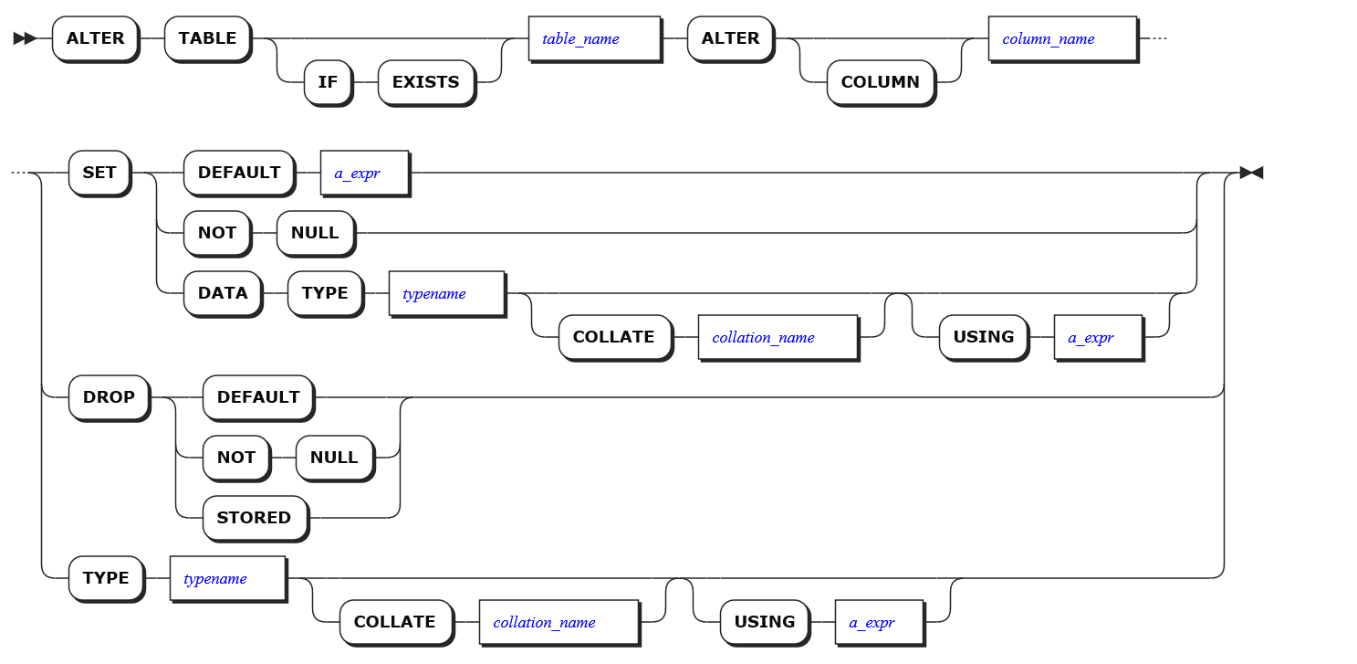 ALTER TABLE table_name ALTER column_name
IF EXISTS COLUMN
SET DEFAULT a_expr
NOT NULL
DATA TYPE typename
COLLATE collation_name USING a_expr
DROP DEFAULT
NOT NULL
STORED
TYPE typename
COLLATE collation_name USING a_expr